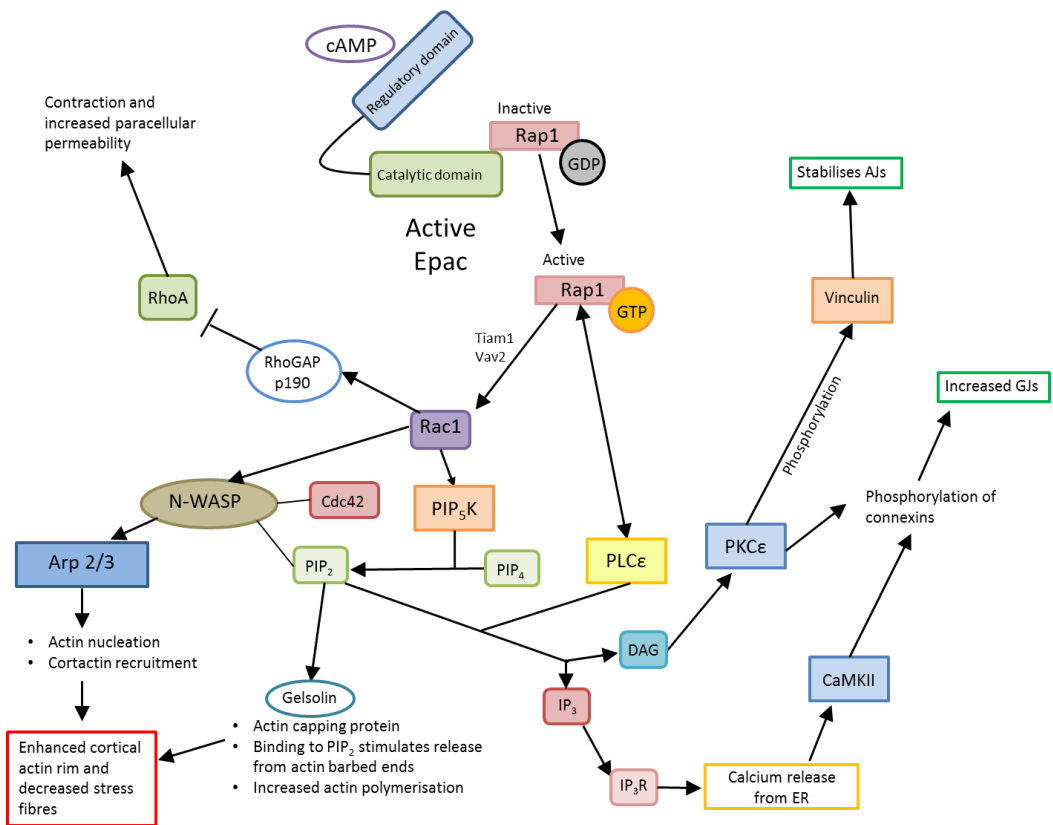 cAMP
Regulatory domain
Contraction and
increased paracellular
permeability
Inactive
Rap1
GDP
Catalytic domain
Stabilises AJs
Active
Epac
Active
Rap1
GTP
RhoA
Vinculin
Tiam1
Vav2
RhoGAP
p190
Increased GJs
Rac1
Phosphorylation
N-WASP
Cdc42
PIP₅K
Phosphorylation of
connexins
Arp 2/3
PIP₂
PIP₄
PLCε
PKCε
• Actin nucleation
• Cortactin recruitment
DAG
CaMKII
Gelsolin
IP₃
• Actin capping protein
• Binding to PIP₂ stimulates release
from actin barbed ends
• Increased actin polymerisation
Enhanced cortical
actin rim and
decreased stress
fibres
IP₃R
Calcium release
from ER